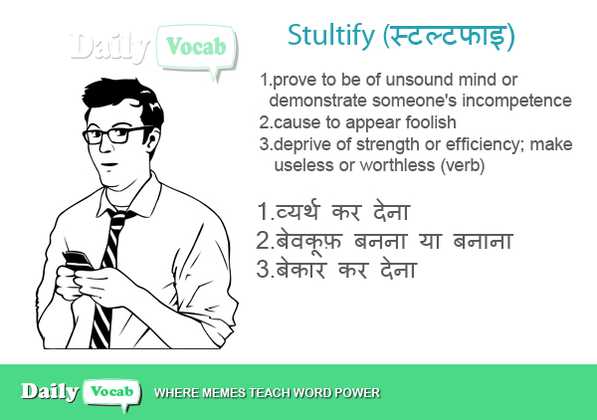 Daily Vocab
Stultify (स्टल्टफाइ)
1.prove to be of unsound mind or
demonstrate someone's incompetence
2.cause to appear foolish
3.deprive of strength or efficiency; make
useless or worthless (verb)
1.व्यर्थ कर देना
2.बेवकूफ़ बनना या बनाना
3.बेकार कर देना
Daily Vocab WHERE MEMES TEACH WORD POWER